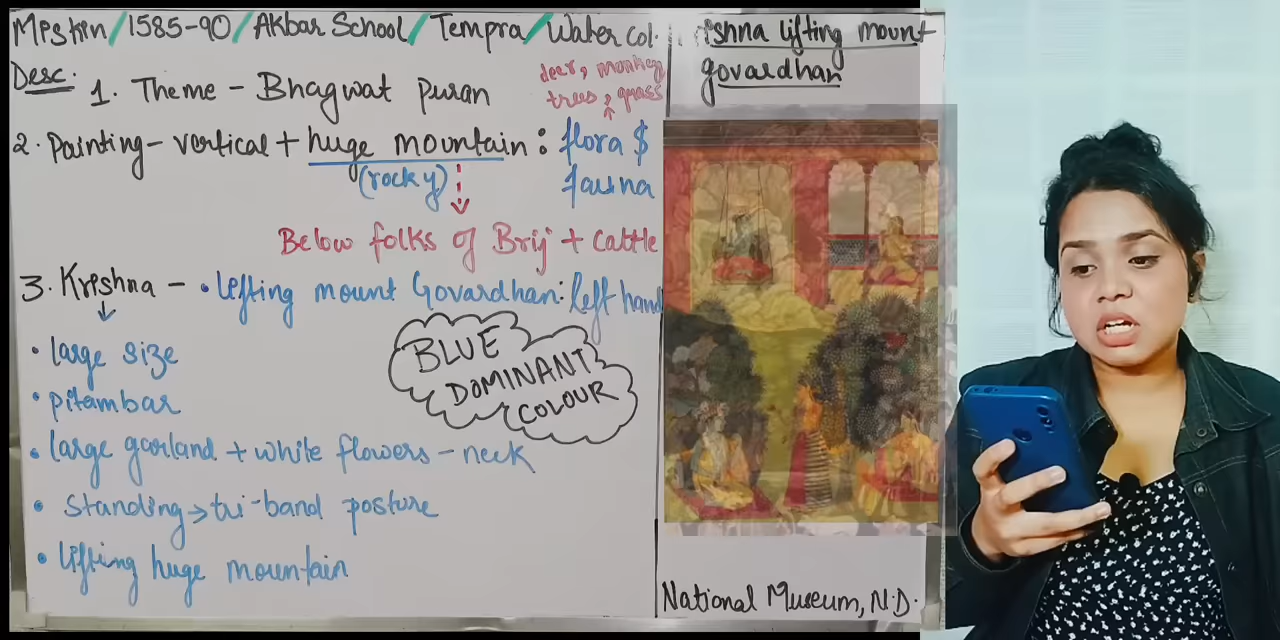 Miskin/1585-90/Akbar School/Tempra/Water Col.
Krishna lifting mount
govardhan
Desc.
1. Theme - Bhagwat Puran
deer, monkey
trees, grass
2. Painting - vertical + huge mountain : flora $
fauna
(rocky)
Below folks of Brij + Cattle
3. Krishna - • lifting mount Govardhan: left hand
• large size
• pitambar
• large garland + white flowers - neck
• Standing → tri-band posture
• lifting huge mountain
BLUE
DOMINANT
COLOUR
National Museum, N.D.